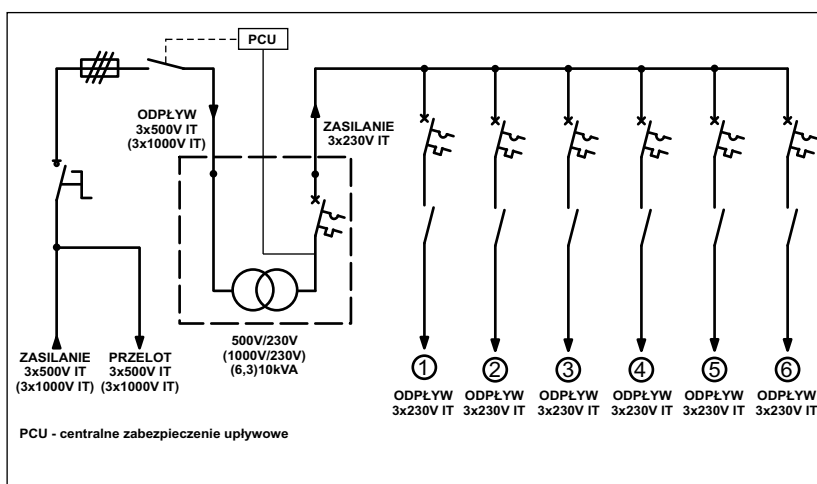 PCU
ODPŁYW
3x500V IT
(3x1000V IT)
ZASILANIE
3x230V IT
500V/230V
(1000V/230V)
(6,3)10kVA
ZASILANIE
3x500V IT
(3x1000V IT)
PRZELOT
3x500V IT
(3x1000V IT)
1
ODPŁYW
3x230V IT
2
ODPŁYW
3x230V IT
3
ODPŁYW
3x230V IT
4
ODPŁYW
3x230V IT
5
ODPŁYW
3x230V IT
6
ODPŁYW
3x230V IT
PCU - centralne zabezpieczenie upływowe